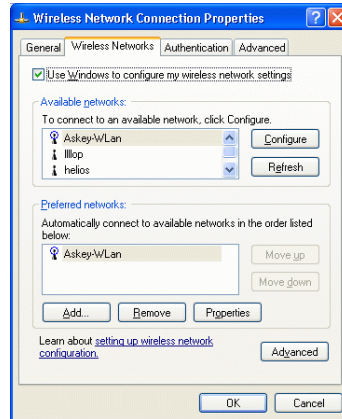 Wireless Network Connection Properties
General Wireless Networks Authentication Advanced
Use Windows to configure my wireless network settings
Available networks:
To connect to an available network, click Configure.
Askey-WLan
lllop
helios
Configure
Refresh
Preferred networks:
Automatically connect to available networks in the order listed
below:
Askey-WLan
Move up
Move down
Add... Remove Properties
Learn about setting up wireless network
configuration.
Advanced
OK Cancel